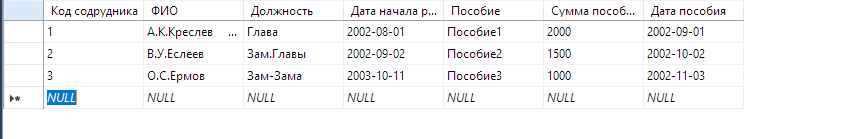 Код содрудника ФИО Должность Дата начала р... Пособие Сумма пособ... Дата пособия
1 А.К.Креслев ... Глава 2002-08-01 Пособие1 2000 2002-09-01
2 В.У.Еслеев Зам.Главы 2002-09-02 Пособие2 1500 2002-10-02
3 О.С.Ермов Зам-Зама 2003-10-11 Пособие3 1000 2002-11-03
NULL NULL NULL NULL NULL NULL NULL